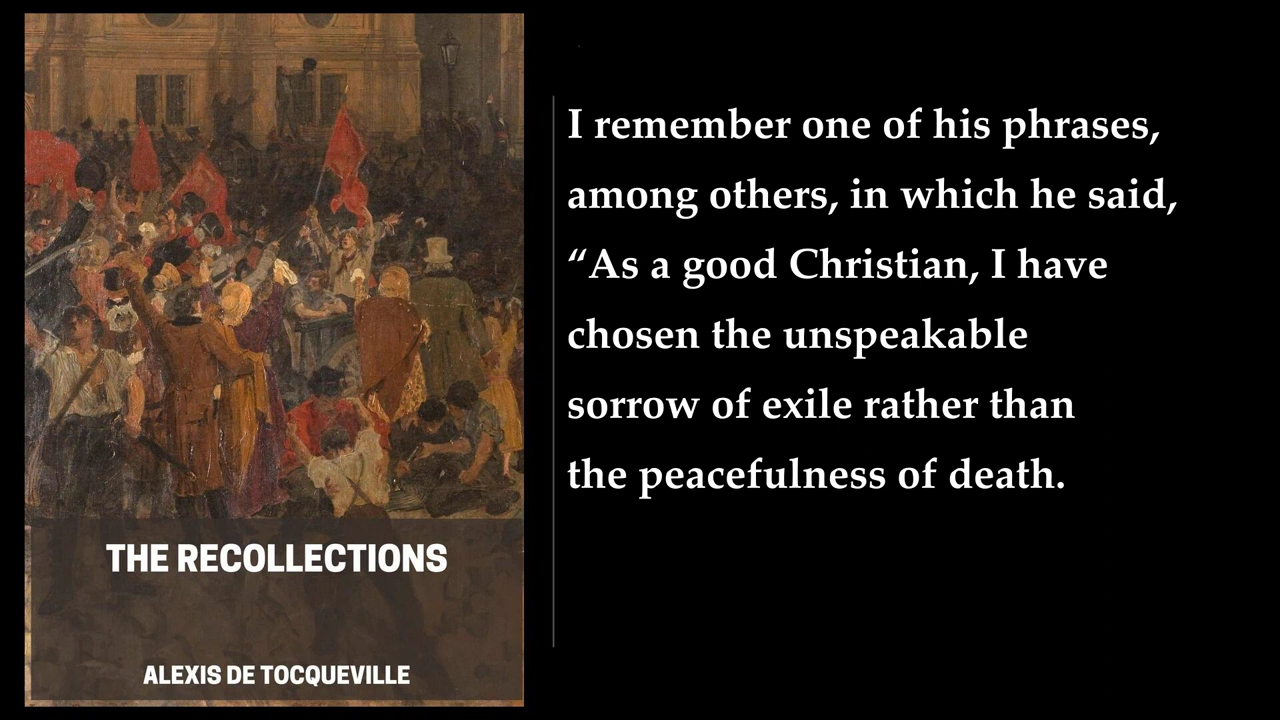 THE RECOLLECTIONS
ALEXIS DE TOCQUEVILLE
I remember one of his phrases,
among others, in which he said,
“As a good Christian, I have
chosen the unspeakable
sorrow of exile rather than
the peacefulness of death.